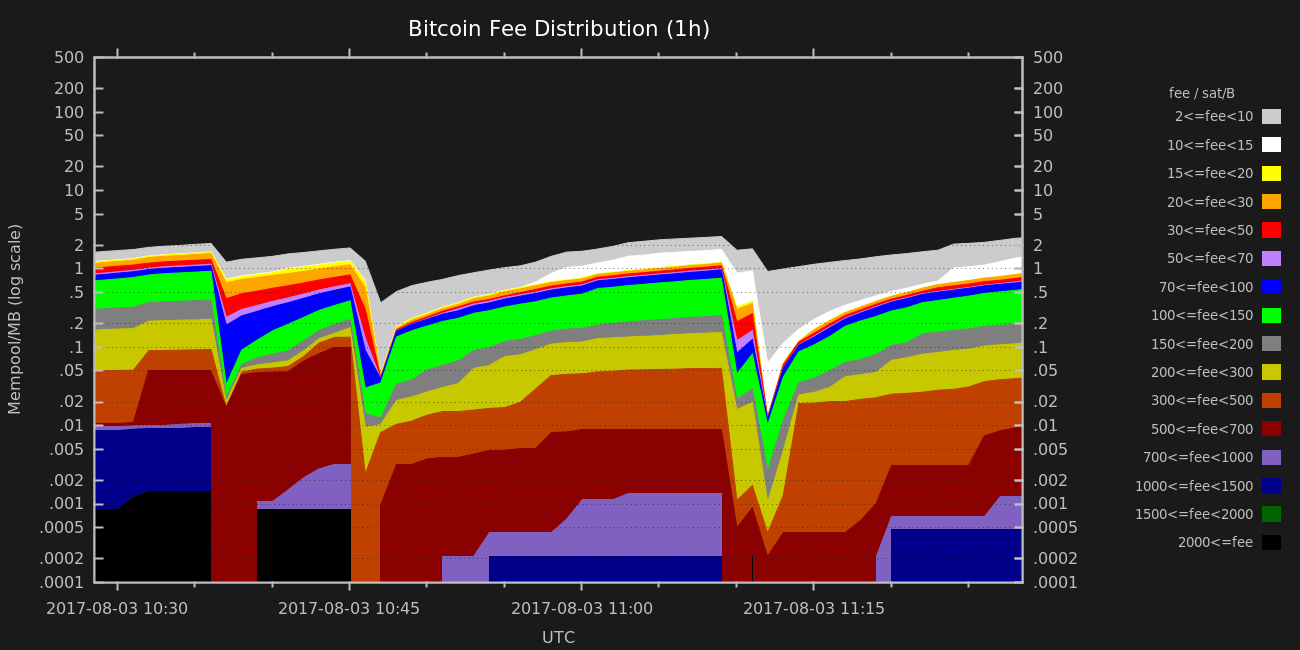 Bitcoin Fee Distribution (1h)
500
200
100
50
20
10
5
2
1
.5
.2
.1
.05
.02
.01
.005
.002
.001
.0005
.0002
.0001
Mempool/MB (log scale)
500
200
100
50
20
10
5
2
1
.5
.2
.1
.05
.02
.01
.005
.002
.001
.0005
.0002
.0001
2017-08-03 10:30
2017-08-03 10:45
2017-08-03 11:00
2017-08-03 11:15
UTC
fee / sat/B
2<=fee<10
10<=fee<15
15<=fee<20
20<=fee<30
30<=fee<50
50<=fee<70
70<=fee<100
100<=fee<150
150<=fee<200
200<=fee<300
300<=fee<500
500<=fee<700
700<=fee<1000
1000<=fee<1500
1500<=fee<2000
2000<=fee